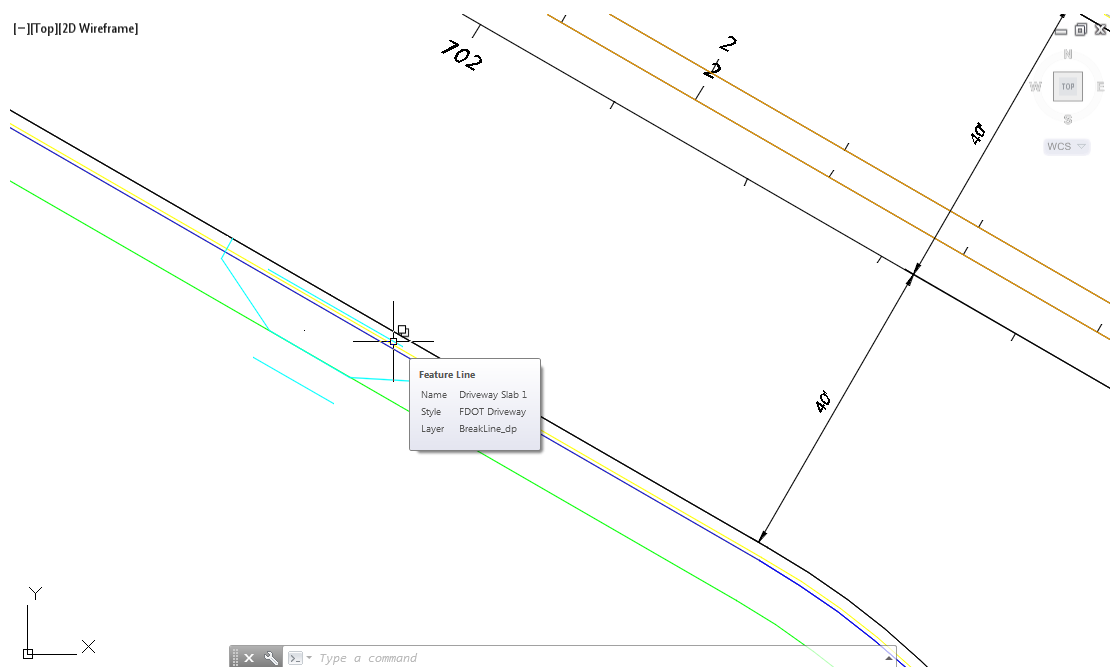 [−][Top][2D Wireframe]
702
2
2
40'
40'
N
W
TOP
E
S
WCS
Feature Line
Name Driveway Slab 1
Style FDOT Driveway
Layer BreakLine_dp
Y
X
Type a command